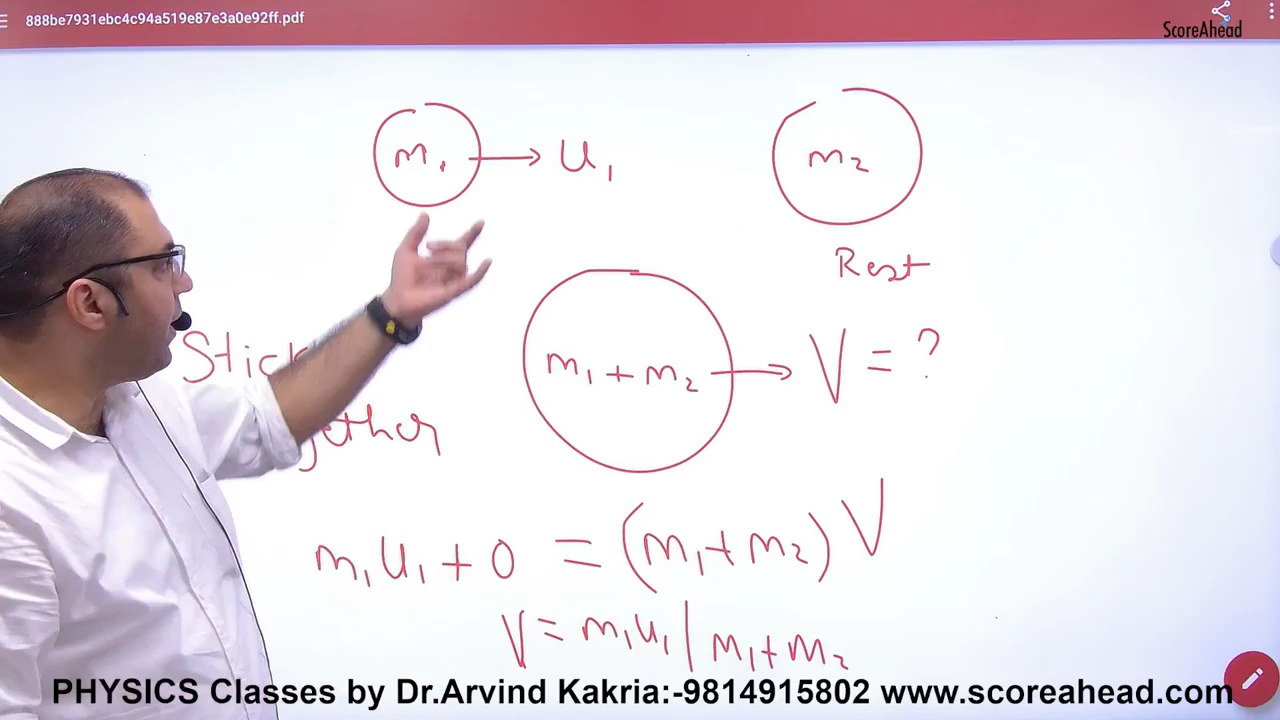 888be7931ebc4c94a519e87e3a0e92ff.pdf
ScoreAhead
m₁ → u₁
m₂
Rest
m₁ + m₂ → V = ?
Stick
m₁u₁ + 0 = (m₁+m₂) V
V = m₁u₁ | m₁+m₂
PHYSICS Classes by Dr.Arvind Kakria:-9814915802 www.scoreahead.com